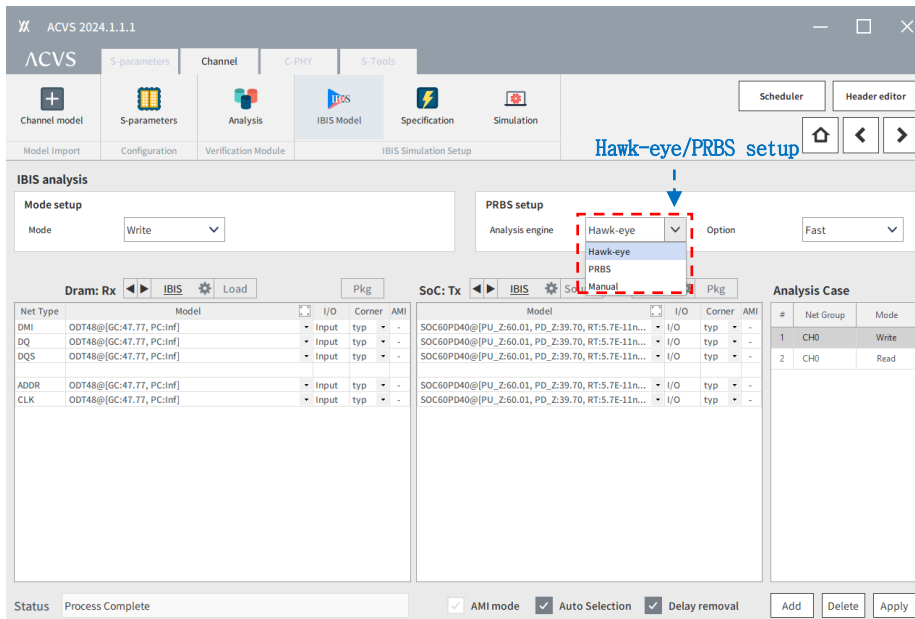 ACVS 2024.1.1.1
ACVS
S-parameters Channel C-PHY S-Tools
Channel model S-parameters Analysis IBIS Model Specification Simulation
Scheduler Header editor
Model Import Configuration Verification Module IBIS Simulation Setup
Hawk-eye/PRBS setup
IBIS analysis
Mode setup
Mode Write
PRBS setup
Analysis engine Hawk-eye Option Fast
Hawk-eye
PRBS
Manual
Dram: Rx IBIS Load Pkg
SoC: Tx IBIS Pkg
Analysis Case
Net Type Model I/O Corner AMI
DMI ODT48@[GC:47.77, PC:Inf] Input typ -
DQ ODT48@[GC:47.77, PC:Inf] Input typ -
DQS ODT48@[GC:47.77, PC:Inf] Input typ -
ADDR ODT48@[GC:47.77, PC:Inf] Input typ -
CLK ODT48@[GC:47.77, PC:Inf] Input typ -
Model I/O Corner AMI
SOC60PD40@[PU_Z:60.01, PD_Z:39.70, RT:5.7E-11n... I/O typ -
SOC60PD40@[PU_Z:60.01, PD_Z:39.70, RT:5.7E-11n... I/O typ -
SOC60PD40@[PU_Z:60.01, PD_Z:39.70, RT:5.7E-11n... I/O typ -
SOC60PD40@[PU_Z:60.01, PD_Z:39.70, RT:5.7E-11n... I/O typ -
SOC60PD40@[PU_Z:60.01, PD_Z:39.70, RT:5.7E-11n... I/O typ -
# Net Group Mode
1 CH0 Write
2 CH0 Read
Status Process Complete
AMI mode Auto Selection Delay removal
Add Delete Apply